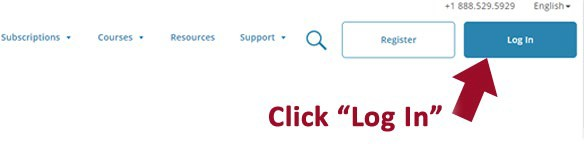 +1 888.529.5929 English
Subscriptions Courses Resources Support Register Log In
Click “Log In”